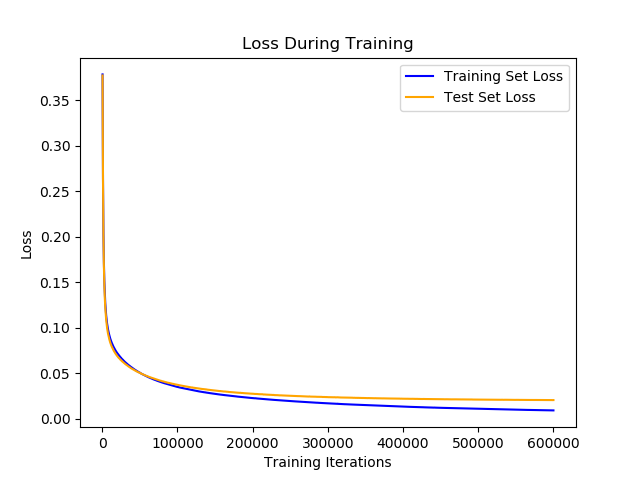 Loss During Training
Training Set Loss
Test Set Loss
0.35
0.30
0.25
0.20
0.15
0.10
0.05
0.00
Loss
0 100000 200000 300000 400000 500000 600000
Training Iterations